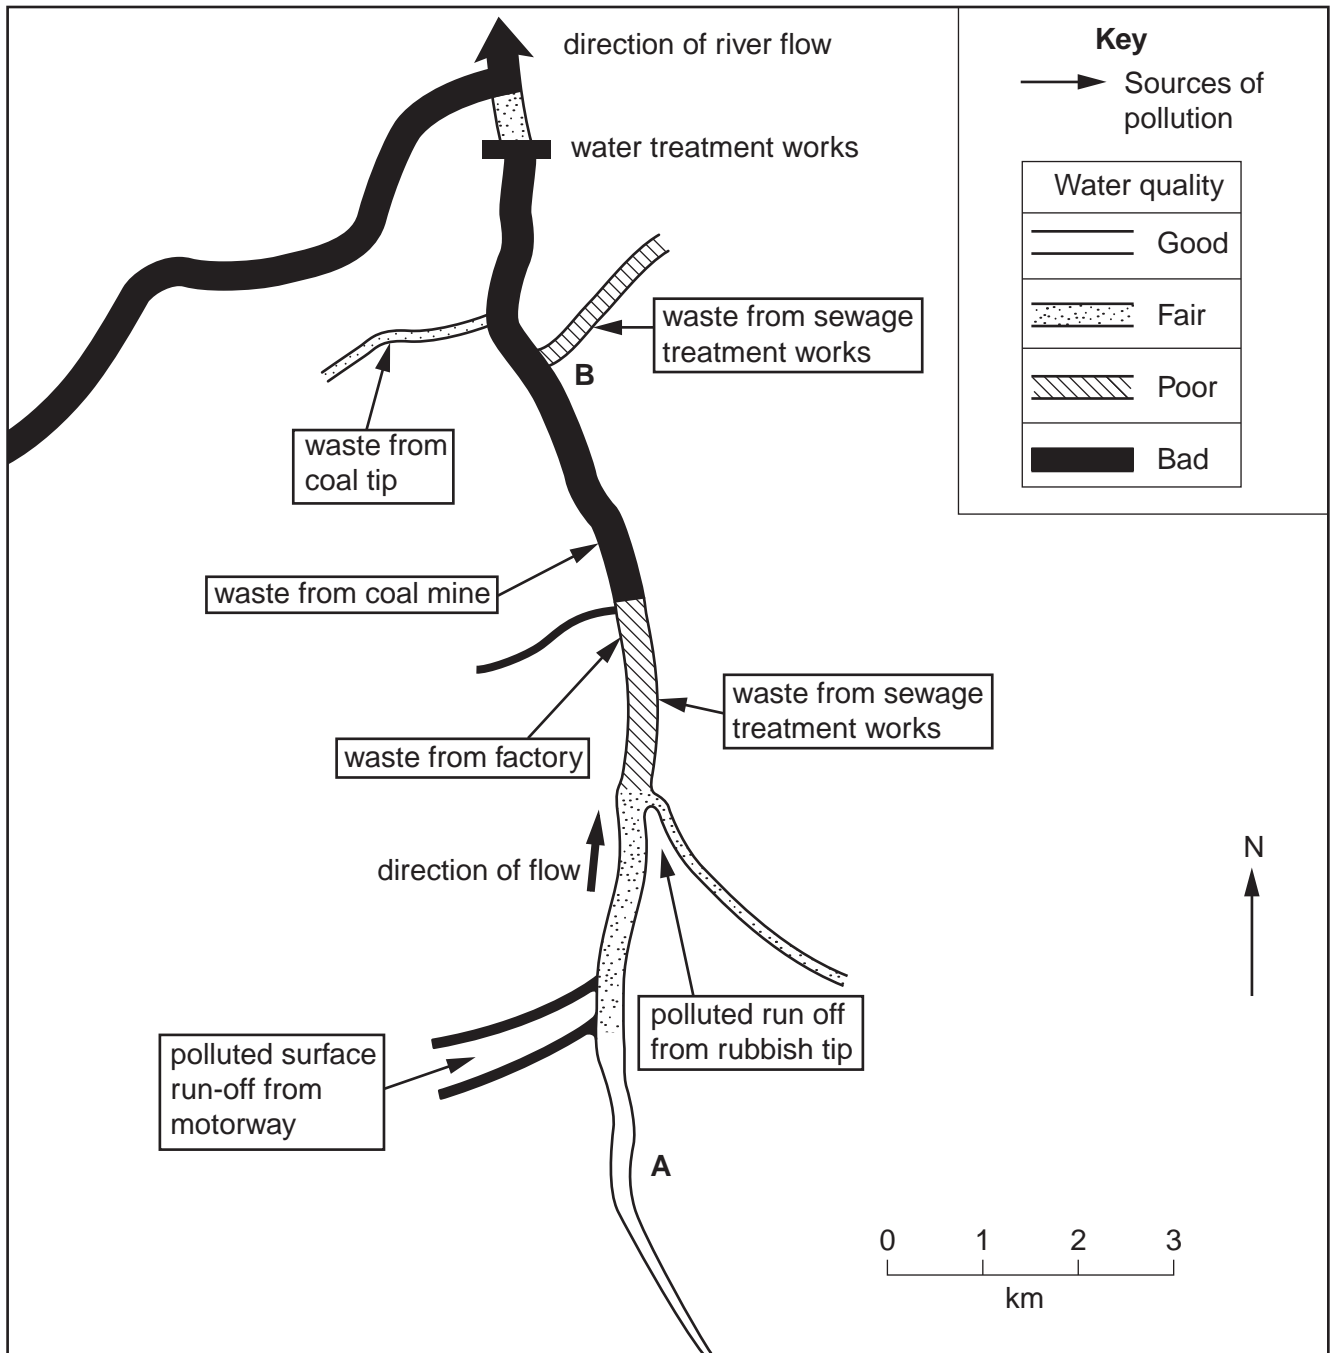 direction of river flow
water treatment works
Key
Sources of
pollution
Water quality
Good
Fair
Poor
Bad
waste from sewage
treatment works
B
waste from
coal tip
waste from coal mine
waste from sewage
treatment works
waste from factory
direction of flow
N
polluted run off
from rubbish tip
polluted surface
run-off from
motorway
A
0 1 2 3
km